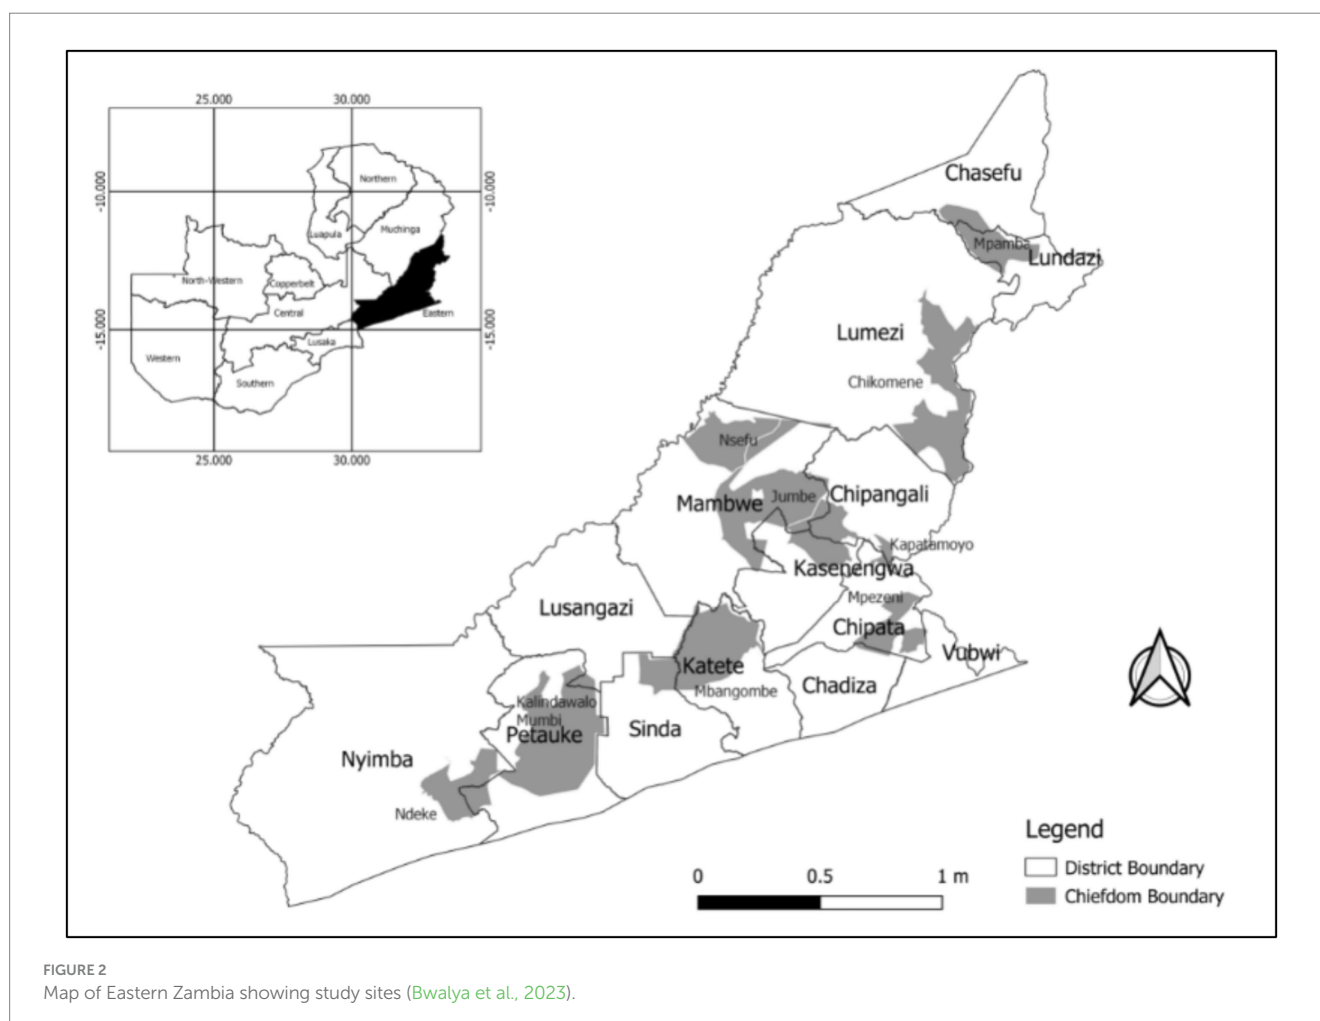 25.000
30.000
-10.000
-10.000
Northern
Luapula
Muchinga
North-Western
Copperbelt
Central
Eastern
-15.000
-15.000
Lusaka
Western
Southern
25.000
30.000
Chasefu
Mpamba
Lundazi
Lumezi
Chikomene
Nsefu
Mambwe
Jumbe
Chipangali
Kapatamoyo
Kasenengwa
Mpezeni
Lusangazi
Chipata
Vubwi
Katete
Mbangombe
Chadiza
Kalindawalo
Mumbi
Petauke
Sinda
Nyimba
Ndeke
Legend
District Boundary
Chiefdom Boundary
0 0.5 1 m
FIGURE 2
Map of Eastern Zambia showing study sites (Bwalya et al., 2023).